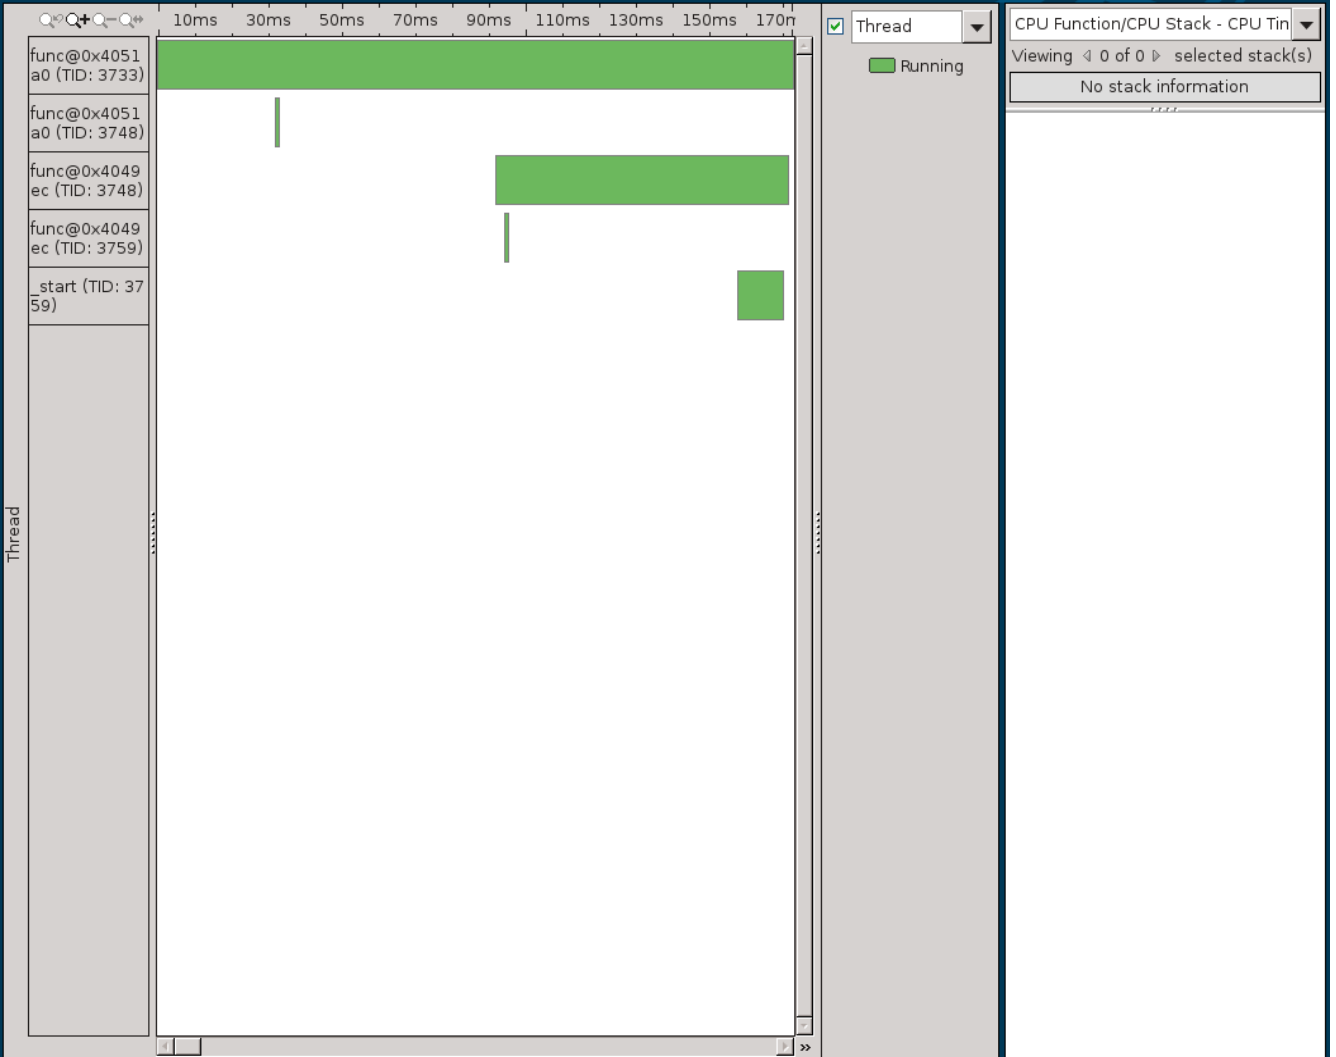 10ms 30ms 50ms 70ms 90ms 110ms 130ms 150ms 170m
func@0x4051
a0 (TID: 3733)
func@0x4051
a0 (TID: 3748)
func@0x4049
ec (TID: 3748)
func@0x4049
ec (TID: 3759)
_start (TID: 37
59)
Thread
»
Thread
Running
CPU Function/CPU Stack - CPU Tin
Viewing 0 of 0 selected stack(s)
No stack information